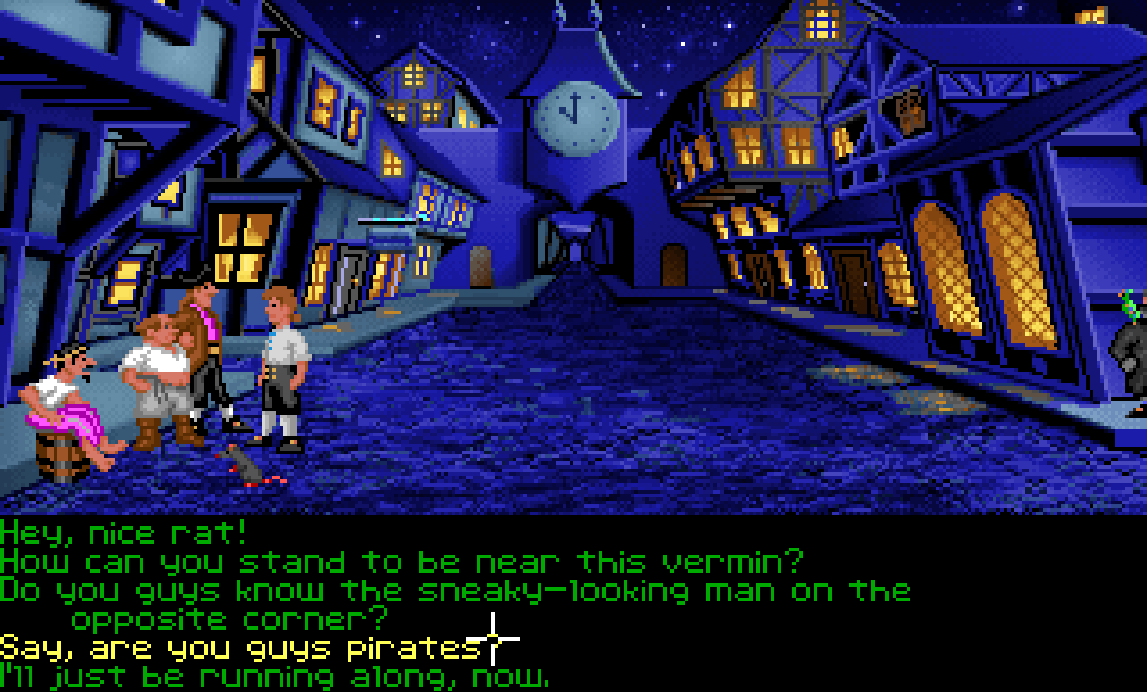 Hey, nice rat!
How can you stand to be near this vermin?
Do you guys know the sneaky-looking man on the
opposite corner?
Say, are you guys pirates
I'll just be running along, now.